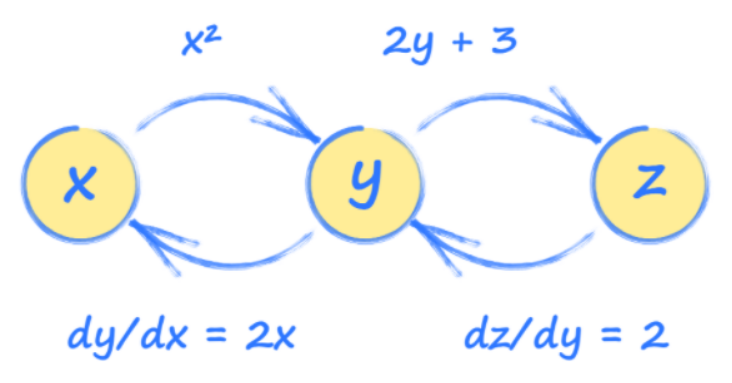 x² 2y + 3
x y z
dy/dx = 2x dz/dy = 2